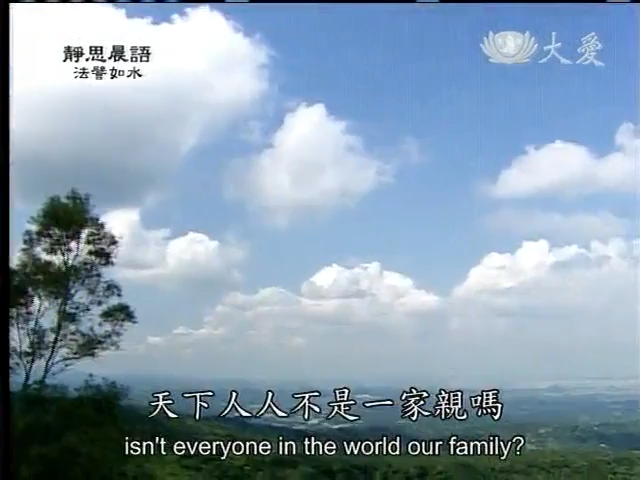 靜思晨語
法譬如水
大愛
天下人人不是一家親嗎
isn't everyone in the world our family?